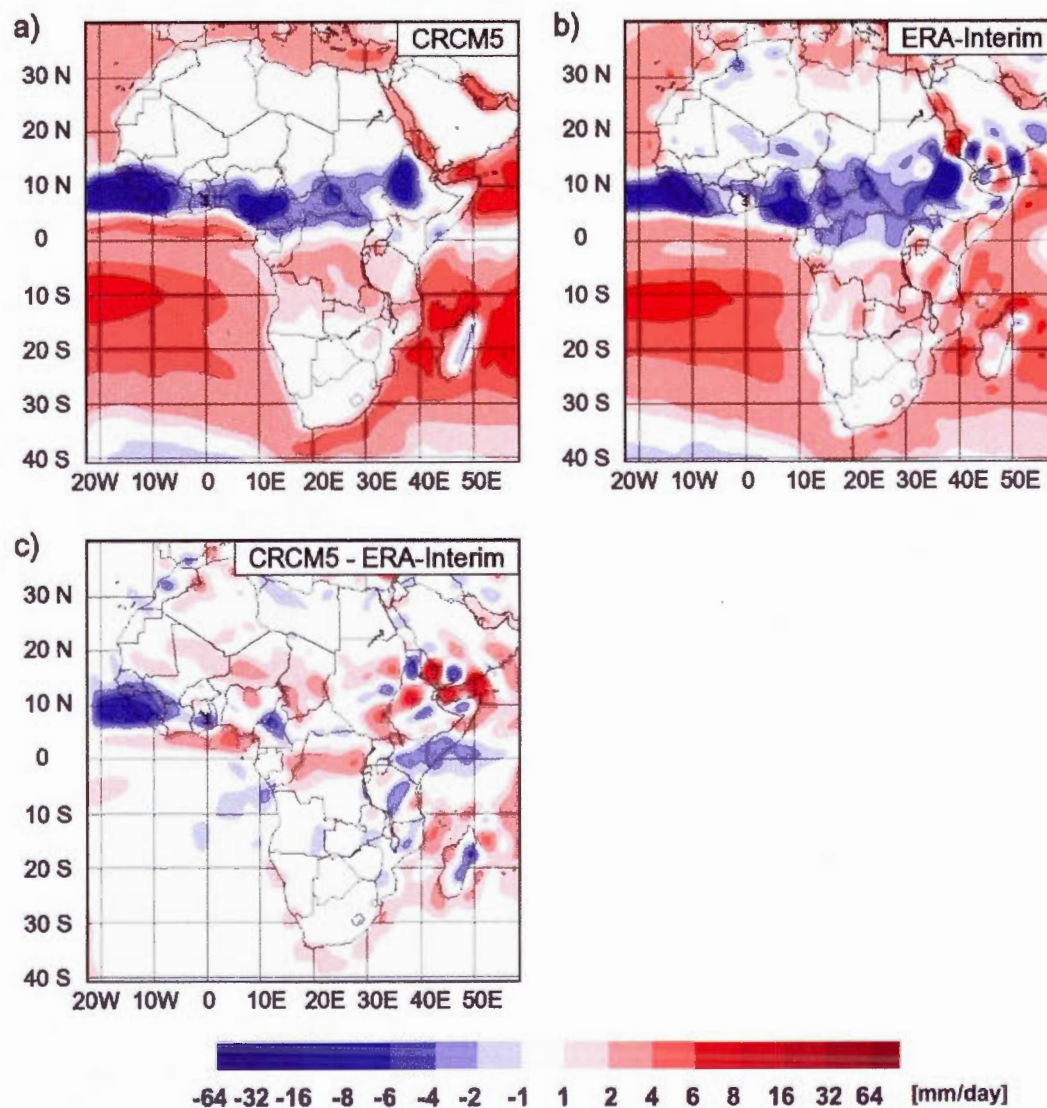 a) CRCM5
b) ERA-Interim
30 N
20 N
10 N
0
10 S
20 S
30 S
40 S
20W 10W 0 10E 20E 30E 40E 50E
30 N
20 N
10 N
0
10 S
20 S
30 S
40 S
20W 10W 0 10E 20E 30E 40E 50E
c) CRCM5 - ERA-Interim
30 N
20 N
10 N
0
10 S
20 S
30 S
40 S
20W 10W 0 10E 20E 30E 40E 50E
-64 -32 -16 -8 -6 -4 -2 -1 1 2 4 6 8 16 32 64 [mm/day]